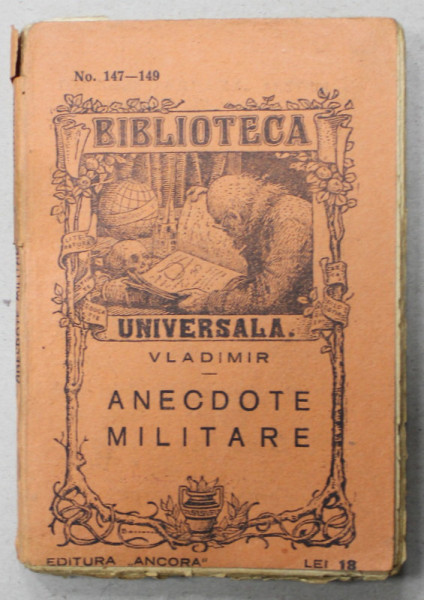 No. 147—149
BIBLIOTECA
UNIVERSALA.
VLADIMIR
ANECDOTE
MILITARE
EDITURA „ANCORA"
LEI 18